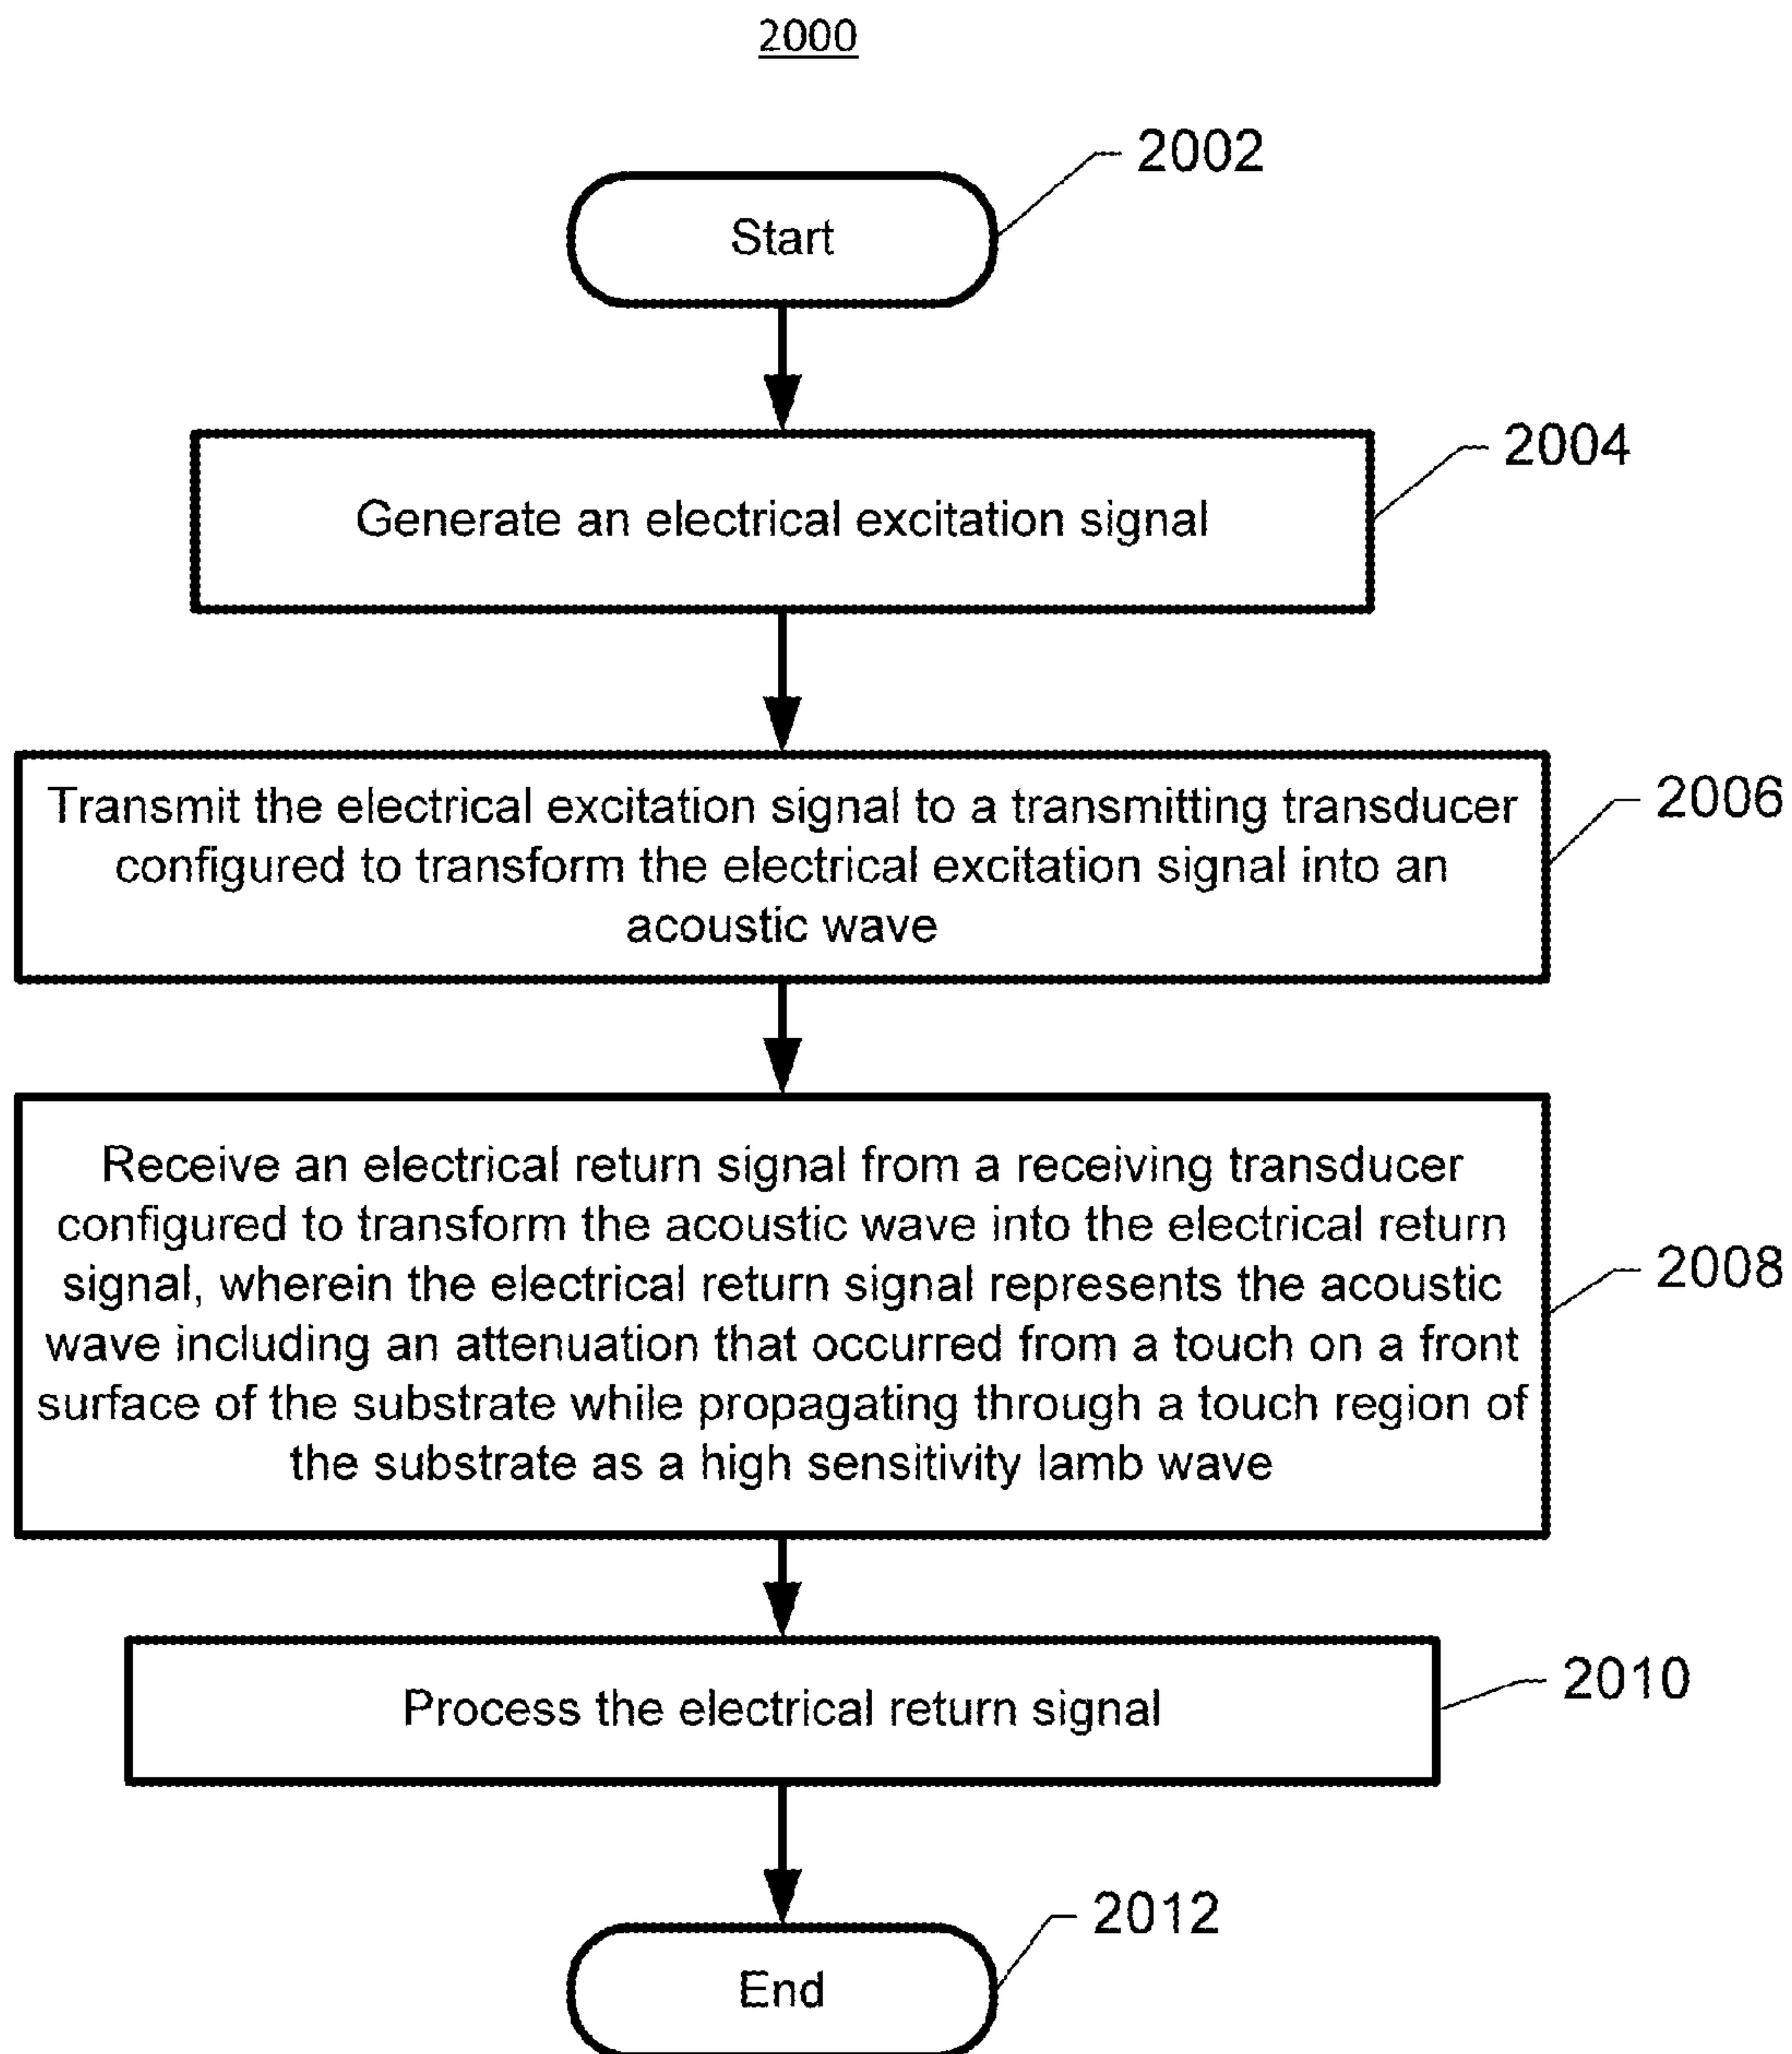 2000
2002
Start
2004
Generate an electrical excitation signal
2006
Transmit the electrical excitation signal to a transmitting transducer
configured to transform the electrical excitation signal into an
acoustic wave
Receive an electrical return signal from a receiving transducer
configured to transform the acoustic wave into the electrical return
signal, wherein the electrical return signal represents the acoustic
wave including an attenuation that occurred from a touch on a front
surface of the substrate while propagating through a touch region of
the substrate as a high sensitivity lamb wave
2008
2010
Process the electrical return signal
2012
End